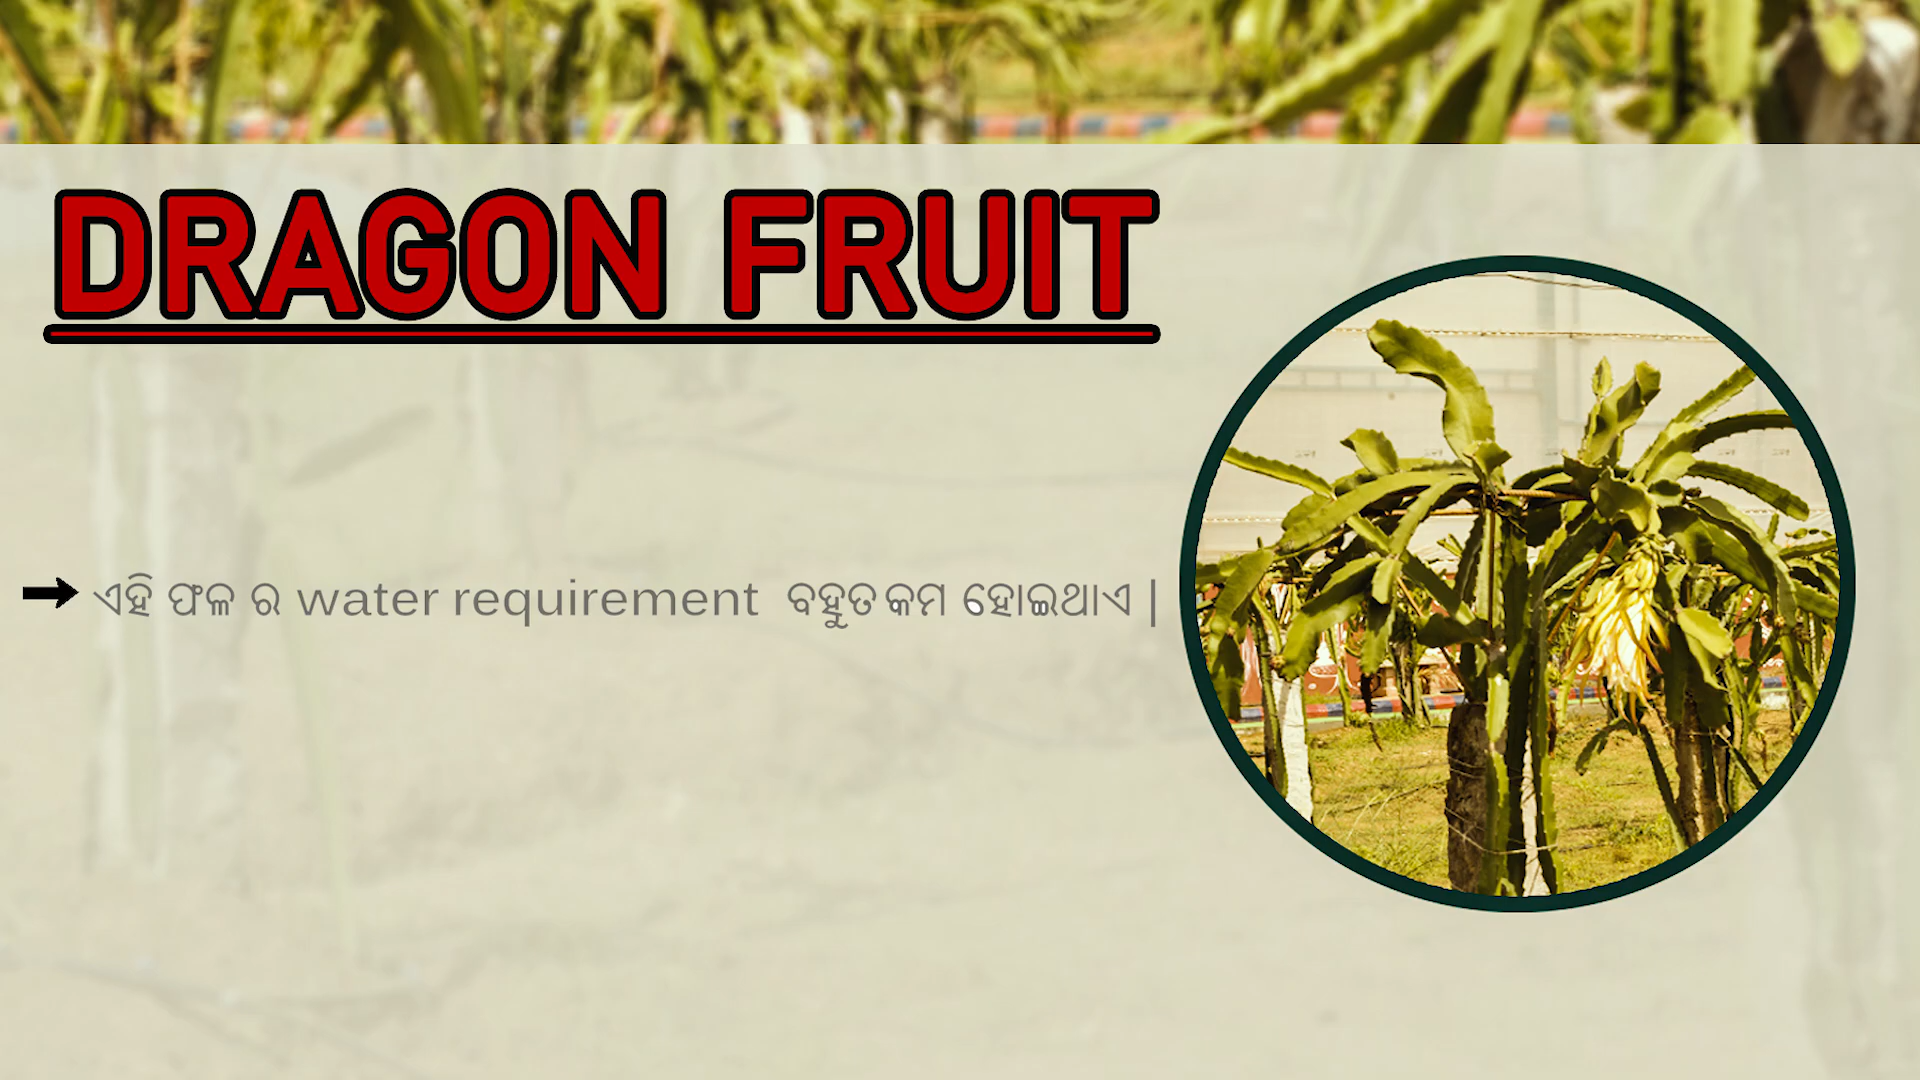 DRAGON FRUIT
ଏହି ଫଳ ର water requirement ବହୁତ କମ ହୋଇଥାଏ |